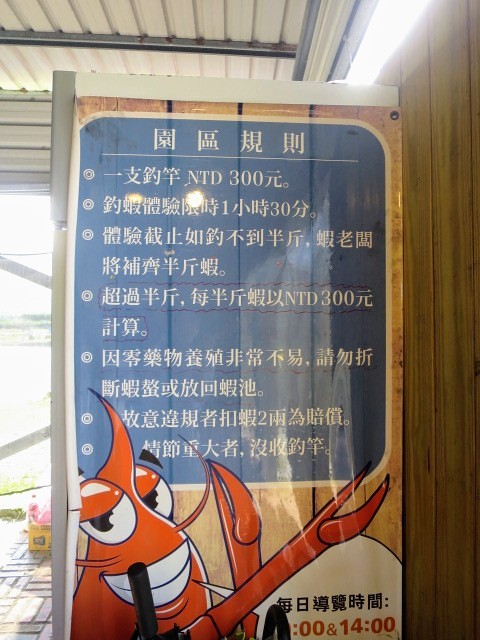 園區規則
◎ 一支釣竿 NTD 300元。
◎ 釣蝦體驗限時1小時30分。
◎ 體驗截止如釣不到半斤, 蝦老闆
將補齊半斤蝦。
◎ 超過半斤, 每半斤蝦以NTD300元
計算。
◎ 因零藥物養殖非常不易, 請勿折
斷蝦螯或放回蝦池。
◎ 故意違規者扣蝦2兩為賠償。
◎ 情節重大者, 沒收釣竿。
每日導覽時間:
:00&14:00